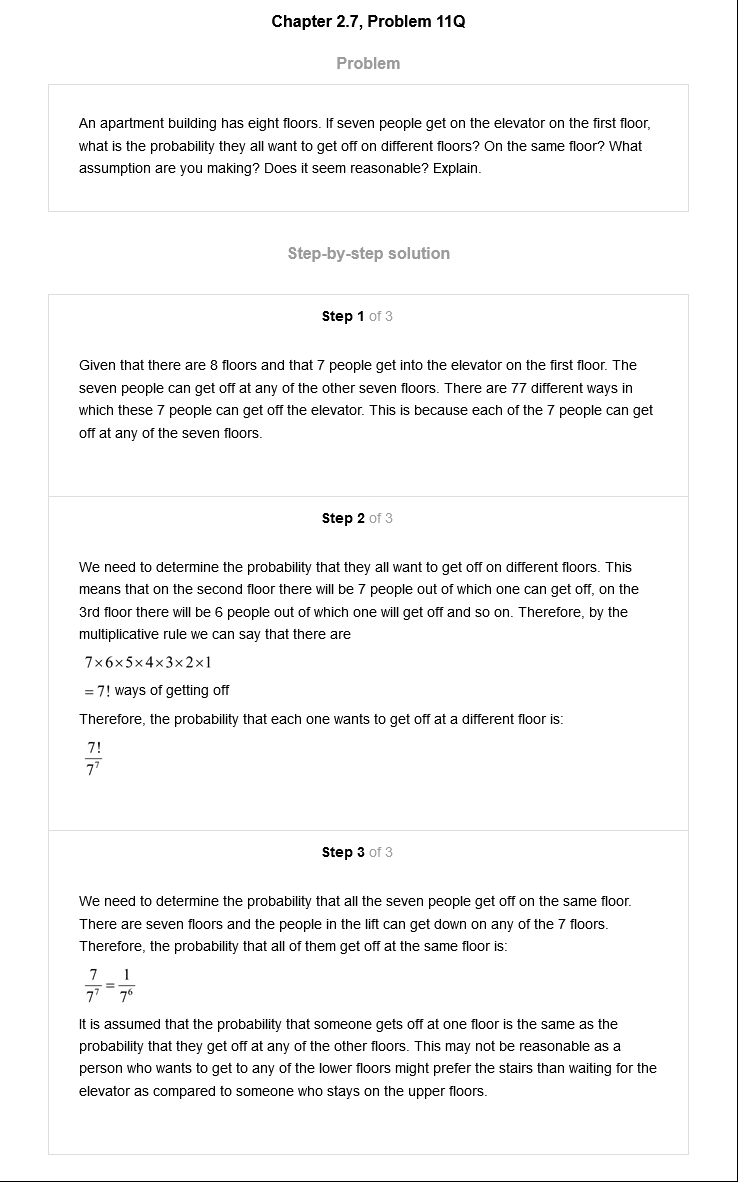 Chapter 2.7, Problem 11Q
Problem
An apartment building has eight floors. If seven people get on the elevator on the first floor,
what is the probability they all want to get off on different floors? On the same floor? What
assumption are you making? Does it seem reasonable? Explain.
Step-by-step solution
Step 1 of 3
Given that there are 8 floors and that 7 people get into the elevator on the first floor. The
seven people can get off at any of the other seven floors. There are 77 different ways in
which these 7 people can get off the elevator. This is because each of the 7 people can get
off at any of the seven floors.
Step 2 of 3
We need to determine the probability that they all want to get off on different floors. This
means that on the second floor there will be 7 people out of which one can get off, on the
3rd floor there will be 6 people out of which one will get off and so on. Therefore, by the
multiplicative rule we can say that there are
7×6×5×4×3×2×1
= 7! ways of getting off
Therefore, the probability that each one wants to get off at a different floor is:
7!
7⁷
Step 3 of 3
We need to determine the probability that all the seven people get off on the same floor.
There are seven floors and the people in the lift can get down on any of the 7 floors.
Therefore, the probability that all of them get off at the same floor is:
7/7⁷ = 1/7⁶
It is assumed that the probability that someone gets off at one floor is the same as the
probability that they get off at any of the other floors. This may not be reasonable as a
person who wants to get to any of the lower floors might prefer the stairs than waiting for the
elevator as compared to someone who stays on the upper floors.